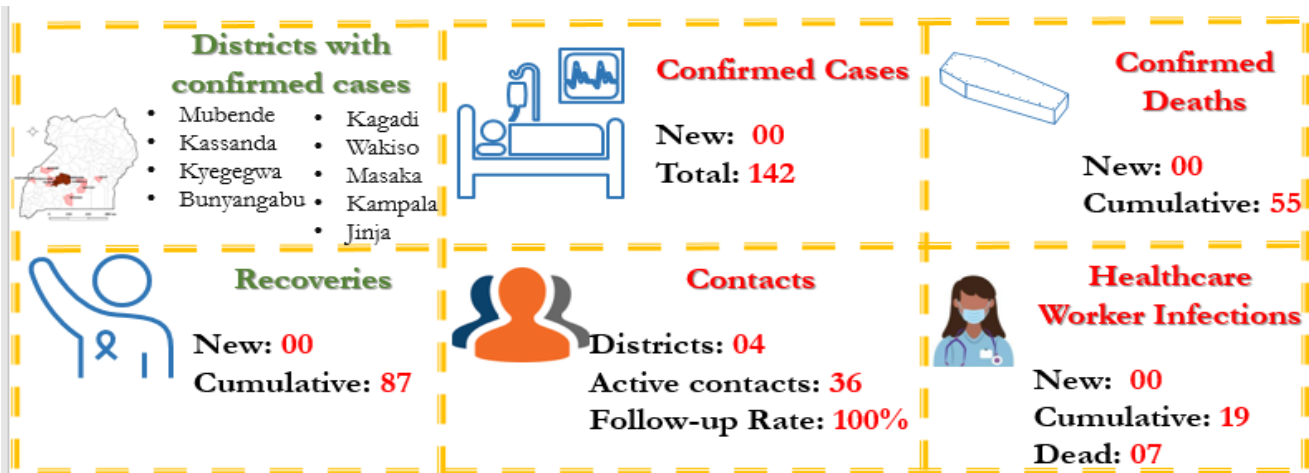 Districts with
confirmed cases
• Mubende
• Kassanda
• Kyegegwa
• Bunyangabu
• Kagadi
• Wakiso
• Masaka
• Kampala
• Jinja
Confirmed Cases
New: 00
Total: 142
Confirmed
Deaths
New: 00
Cumulative: 55
Recoveries
New: 00
Cumulative: 87
Contacts
Districts: 04
Active contacts: 36
Follow-up Rate: 100%
Healthcare
Worker Infections
New: 00
Cumulative: 19
Dead: 07